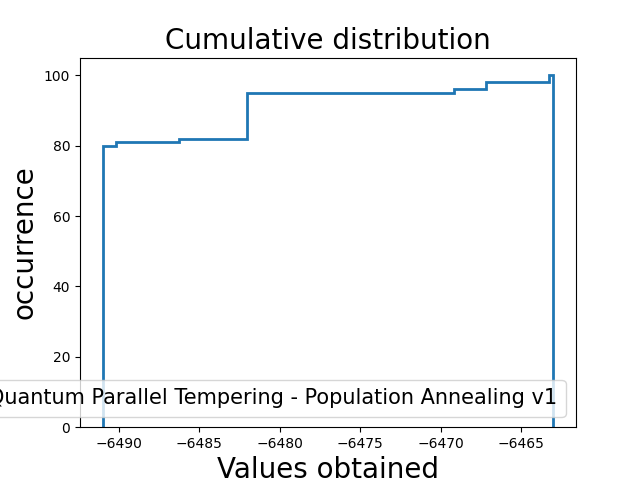 Cumulative distribution
occurrence
100
80
60
40
20
0
Quantum Parallel Tempering - Population Annealing v1
−6490 −6485 −6480 −6475 −6470 −6465
Values obtained